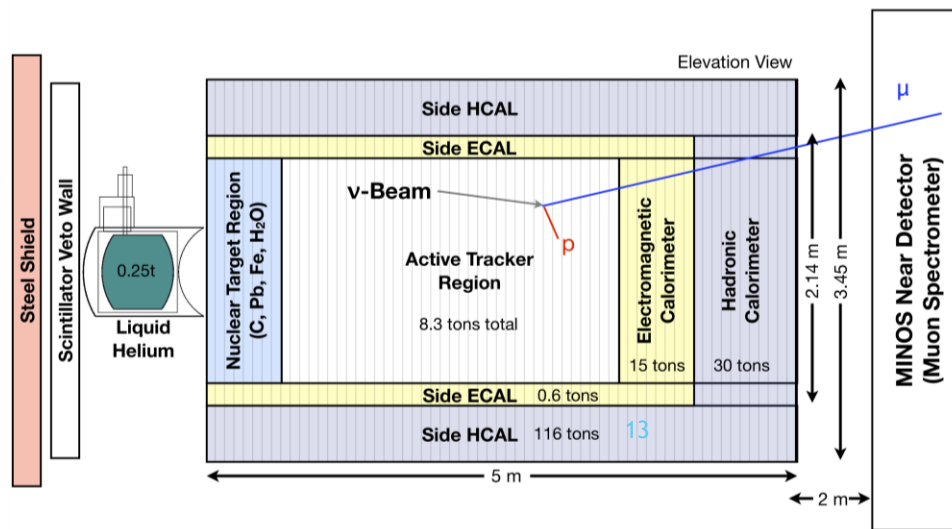 Elevation View
Steel Shield
Scintillator Veto Wall
0.25t
Liquid
Helium
Side HCAL
Side ECAL
Nuclear Target Region
(C, Pb, Fe, H₂O)
ν-Beam
p
μ
Active Tracker
Region
8.3 tons total
Electromagnetic
Calorimeter
15 tons
Hadronic
Calorimeter
30 tons
Side ECAL 0.6 tons
Side HCAL 116 tons 13
5 m
2 m
2.14 m
3.45 m
MINOS Near Detector
(Muon Spectrometer)